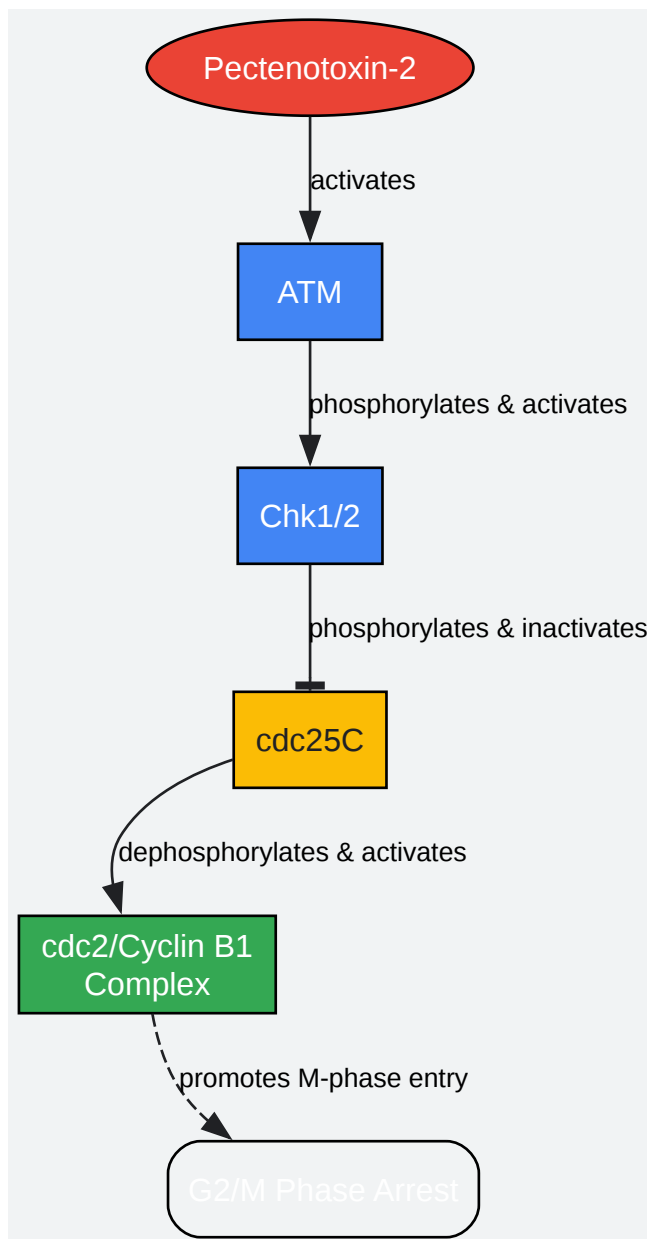 Pectenotoxin-2
activates
ATM
phosphorylates & activates
Chk1/2
phosphorylates & inactivates
cdc25C
dephosphorylates & activates
cdc2/Cyclin B1
Complex
promotes M-phase entry
G2/M Phase Arrest